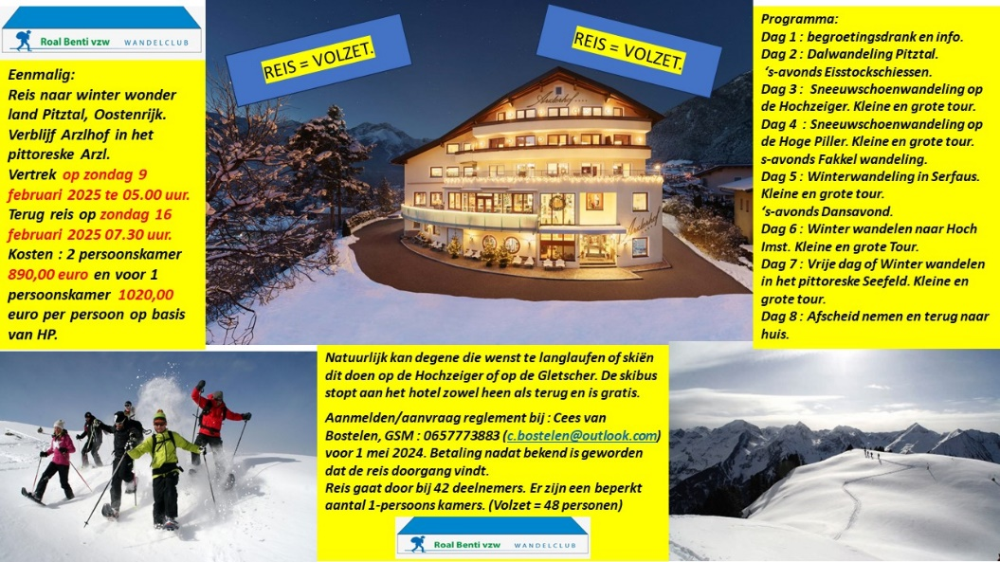 Roal Benti vzw WANDELCLUB
Eenmalig:
Reis naar winter wonder
land Pitztal, Oostenrijk.
Verblijf Arzlhof in het
pittoreske Arzl.
Vertrek op zondag 9
februari 2025 te 05.00 uur.
Terug reis op zondag 16
februari 2025 07.30 uur.
Kosten : 2 persoonskamer
890,00 euro en voor 1
persoonskamer 1020,00
euro per persoon op basis
van HP.
REIS = VOLZET.
REIS = VOLZET.
Arzlerhof ....
Arzlerhof
Programma:
Dag 1 : begroetingsdrank en info.
Dag 2 : Dalwandeling Pitztal.
‘s-avonds Eisstockschiessen.
Dag 3 : Sneeuwschoenwandeling op
de Hochzeiger. Kleine en grote tour.
Dag 4 : Sneeuwschoenwandeling op
de Hoge Piller. Kleine en grote tour.
s-avonds Fakkel wandeling.
Dag 5 : Winterwandeling in Serfaus.
Kleine en grote tour.
‘s-avonds Dansavond.
Dag 6 : Winter wandelen naar Hoch
Imst. Kleine en grote Tour.
Dag 7 : Vrije dag of Winter wandelen
in het pittoreske Seefeld. Kleine en
grote tour.
Dag 8 : Afscheid nemen en terug naar
huis.
Natuurlijk kan degene die wenst te langlaufen of skiën
dit doen op de Hochzeiger of op de Gletscher. De skibus
stopt aan het hotel zowel heen als terug en is gratis.
Aanmelden/aanvraag reglement bij : Cees van
Bostelen, GSM : 0657773883 (c.bostelen@outlook.com)
voor 1 mei 2024. Betaling nadat bekend is geworden
dat de reis doorgang vindt.
Reis gaat door bij 42 deelnemers. Er zijn een beperkt
aantal 1-persoons kamers. (Volzet = 48 personen)
Roal Benti vzw WANDELCLUB